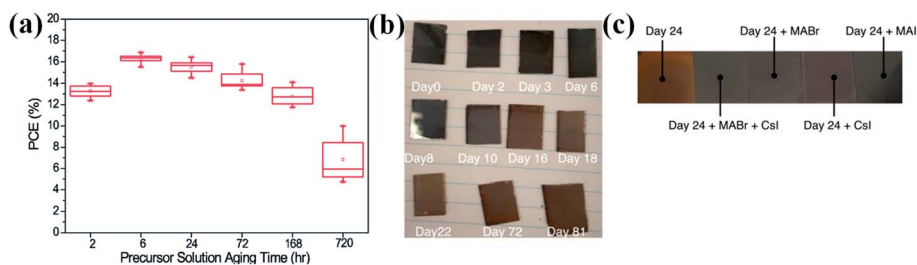 (a)
20
18
16
14
12
10
8
6
4
2
0
PCE (%)
2 6 24 72 168 720
Precursor Solution Aging Time (hr)
(b)
Day0 Day 2 Day 3 Day 6
Day8 Day 10 Day 16 Day 18
Day22 Day 72 Day 81
(c)
Day 24 Day 24 + MABr Day 24 + MAI
Day 24 + MABr + CsI Day 24 + CsI